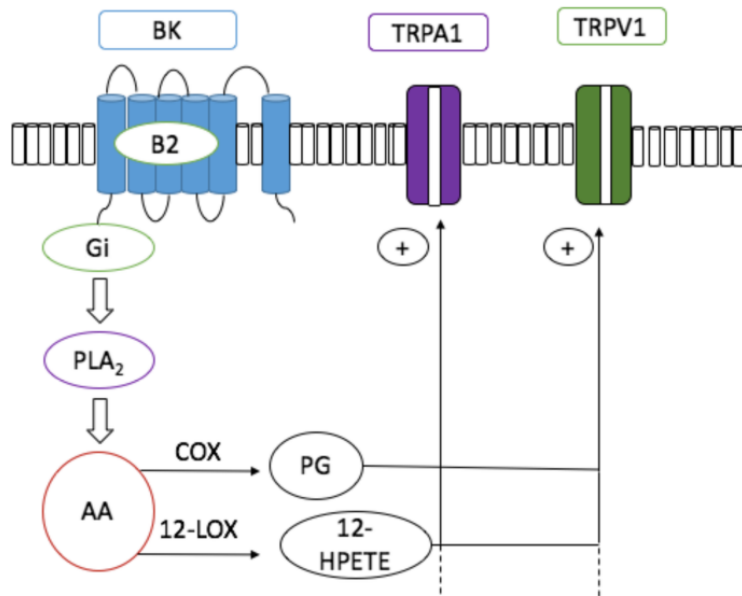 BK
TRPA1
TRPV1
B2
Gi
+
+
PLA₂
COX
PG
AA
12-LOX
12-
HPETE